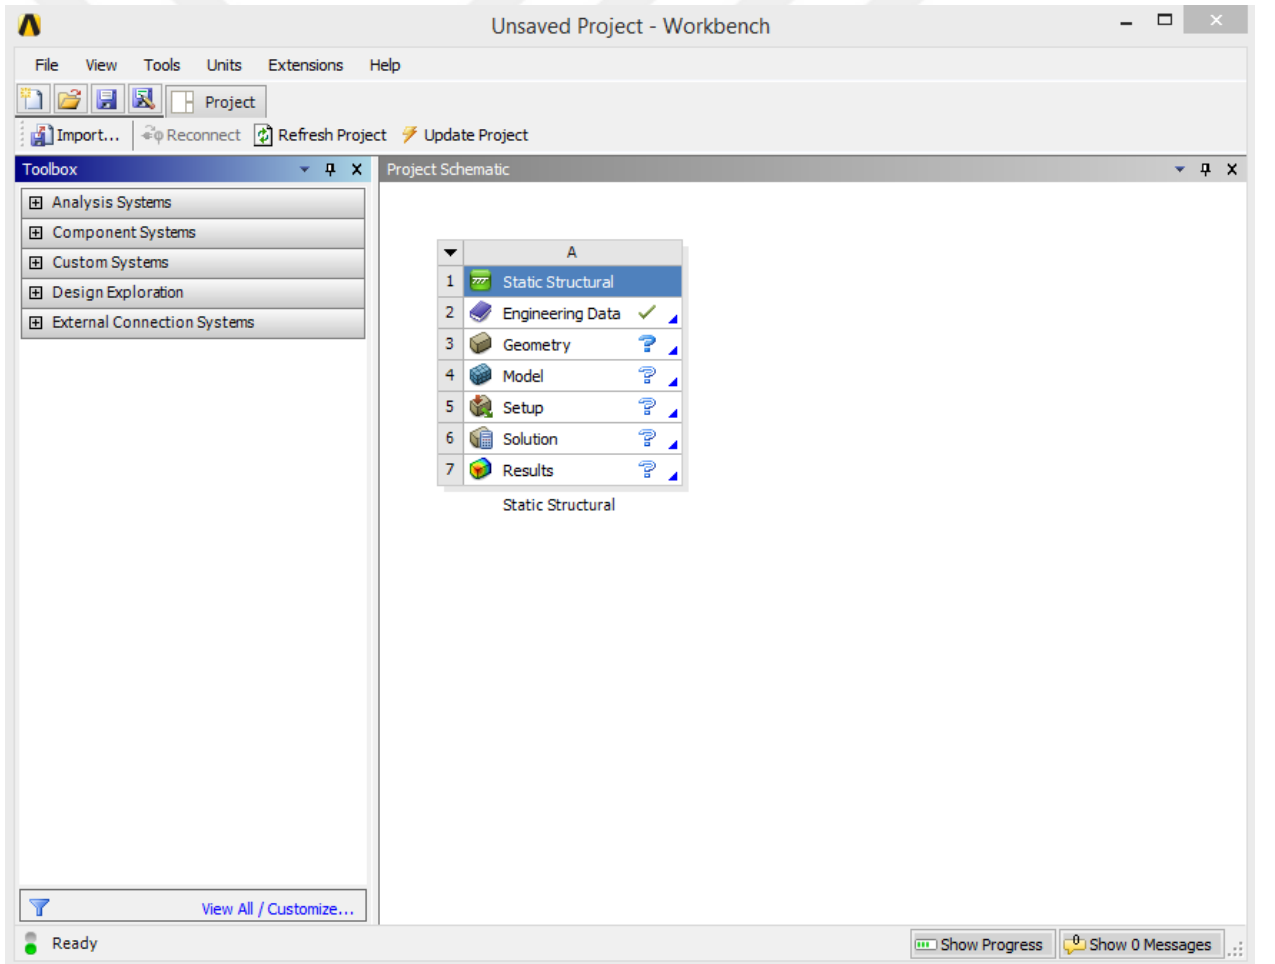 Unsaved Project - Workbench
File View Tools Units Extensions Help
Project
Import... Reconnect Refresh Project Update Project
Toolbox
Project Schematic
Analysis Systems
Component Systems
Custom Systems
Design Exploration
External Connection Systems
A
1 Static Structural
2 Engineering Data
3 Geometry
4 Model
5 Setup
6 Solution
7 Results
Static Structural
View All / Customize...
Ready
Show Progress
0 Show 0 Messages